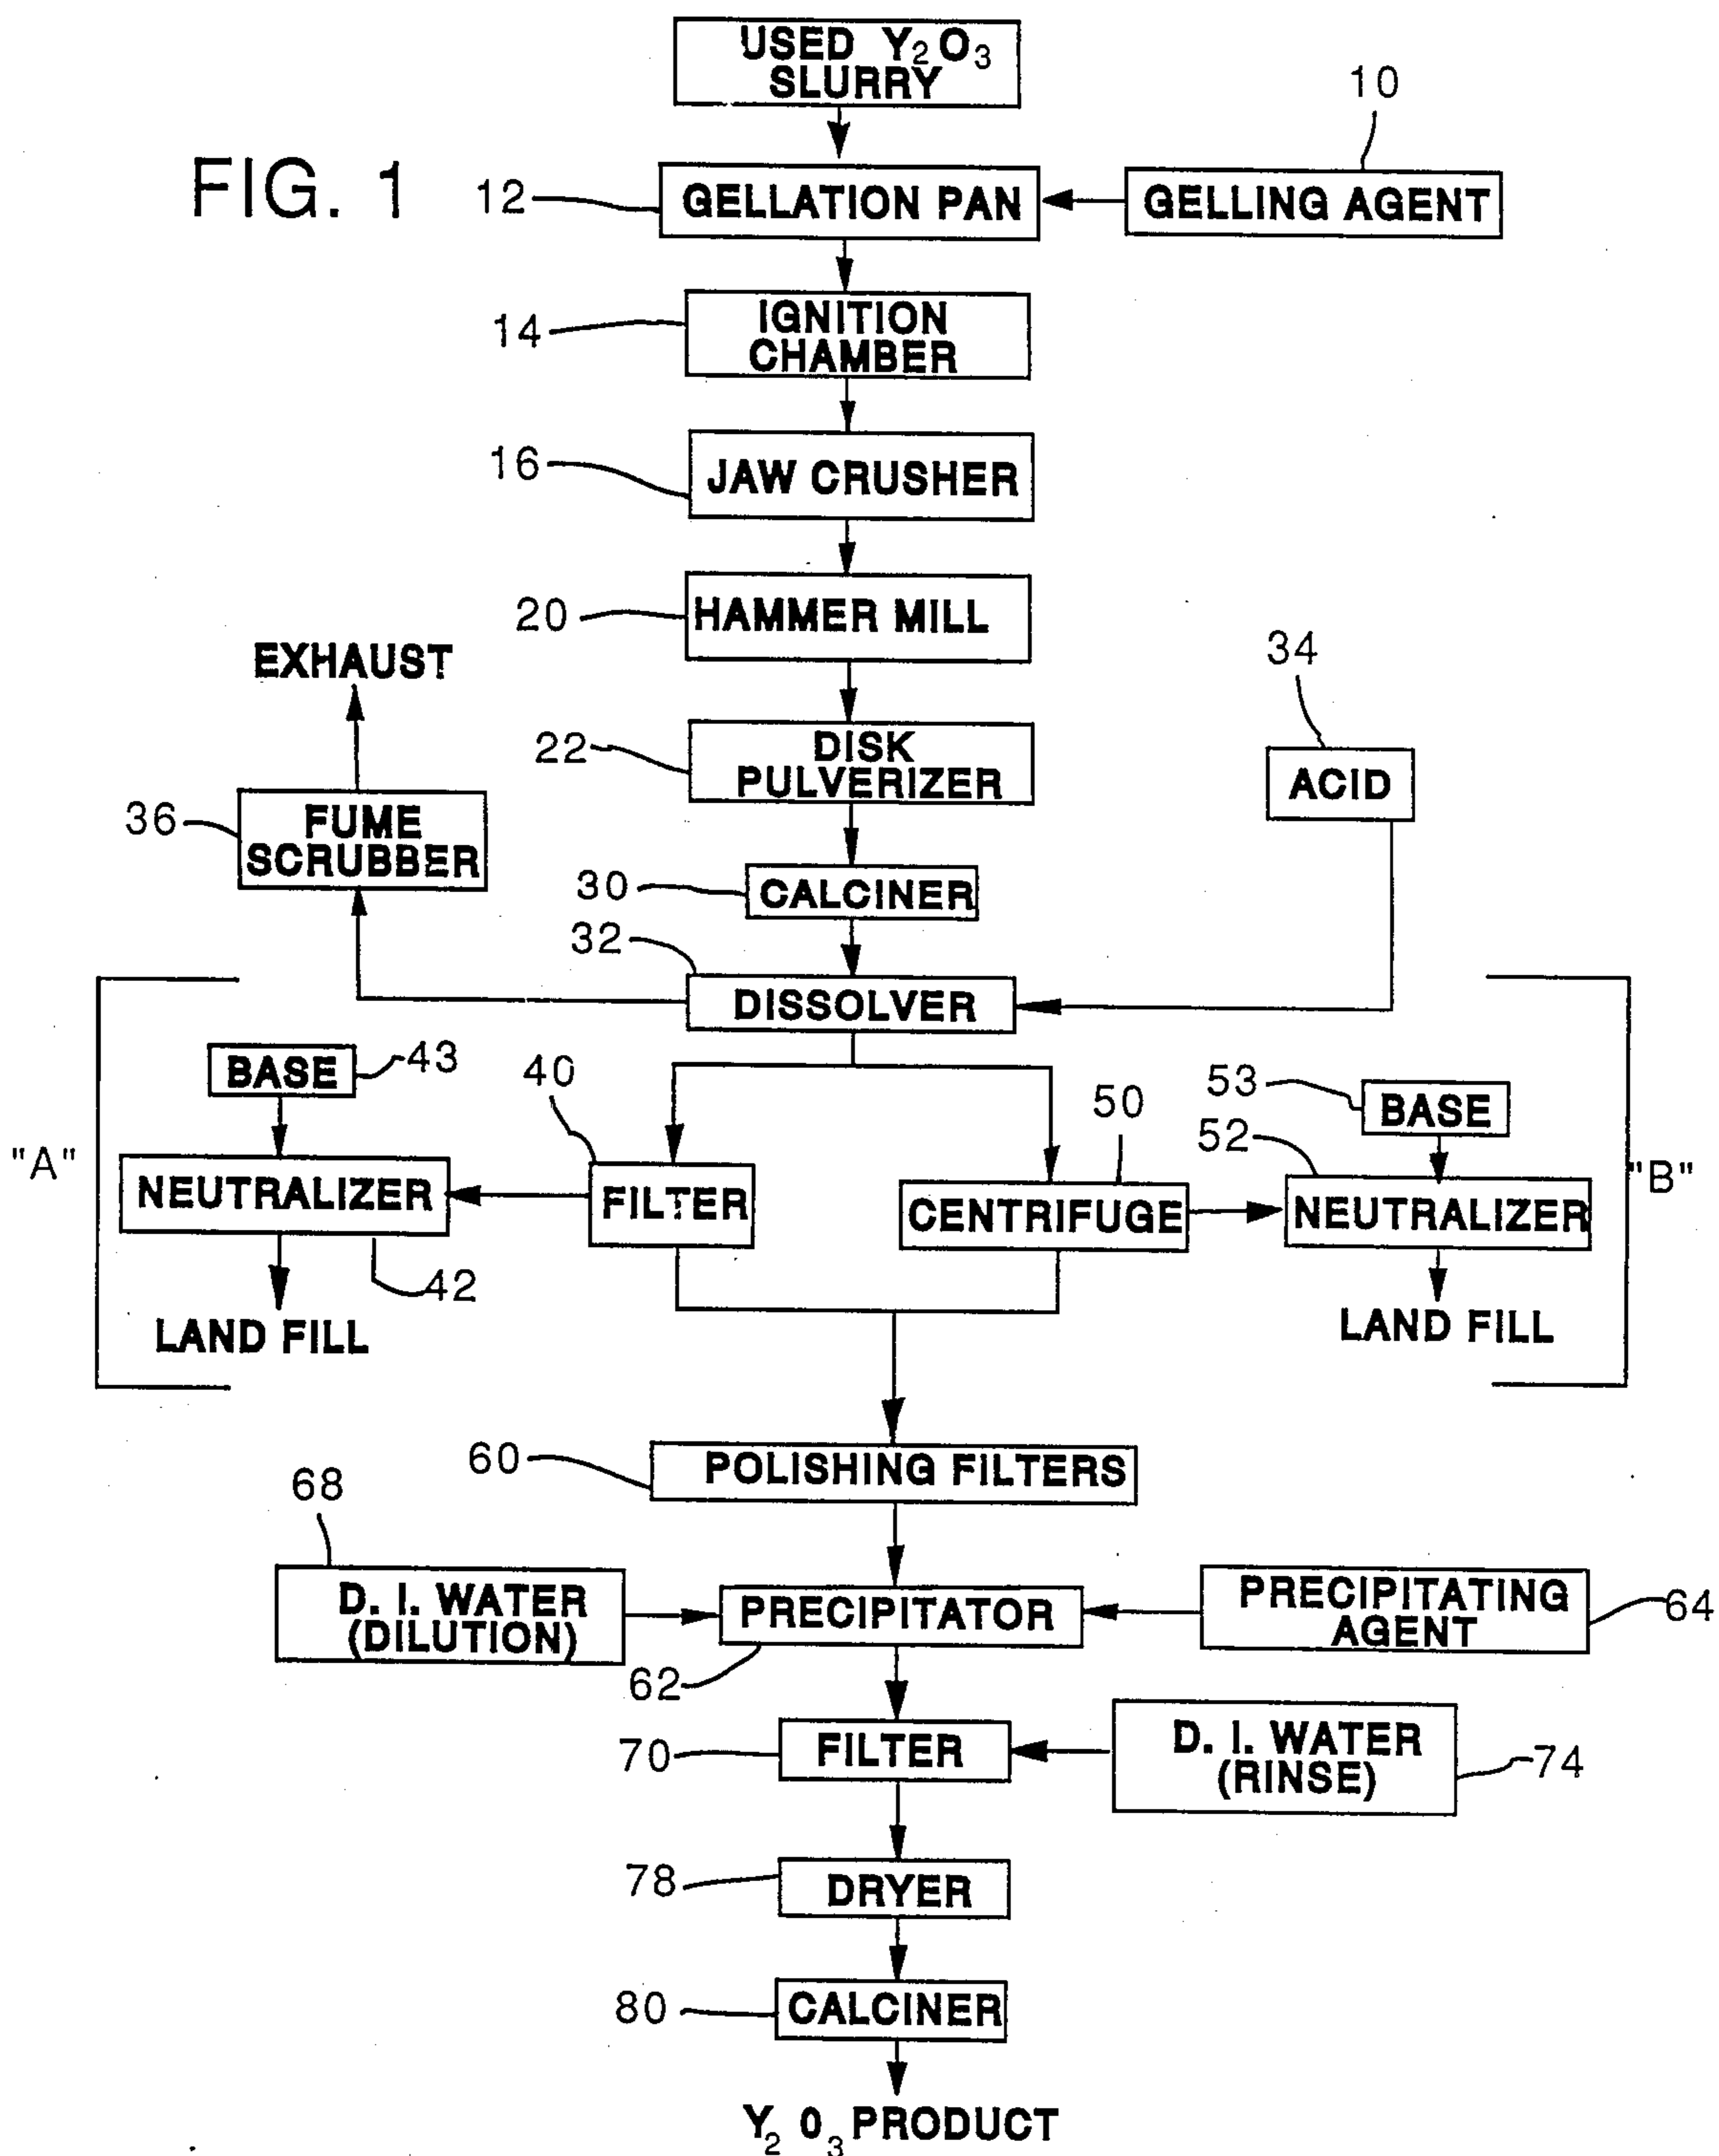 USED Y2O3
SLURRY
10
FIG. 1
12
GELLATION PAN
GELLING AGENT
14
IGNITION
CHAMBER
16
JAW CRUSHER
20
HAMMER MILL
EXHAUST
34
22
DISK
PULVERIZER
ACID
36
FUME
SCRUBBER
30
CALCINER
32
DISSOLVER
BASE
43
40
50
53
BASE
52
"A"
NEUTRALIZER
FILTER
CENTRIFUGE
NEUTRALIZER
"B"
42
LAND FILL
LAND FILL
60
POLISHING FILTERS
68
D. I. WATER
(DILUTION)
PRECIPITATOR
PRECIPITATING
AGENT
64
62
70
FILTER
D. I. WATER
(RINSE)
74
78
DRYER
80
CALCINER
Y2 03 PRODUCT